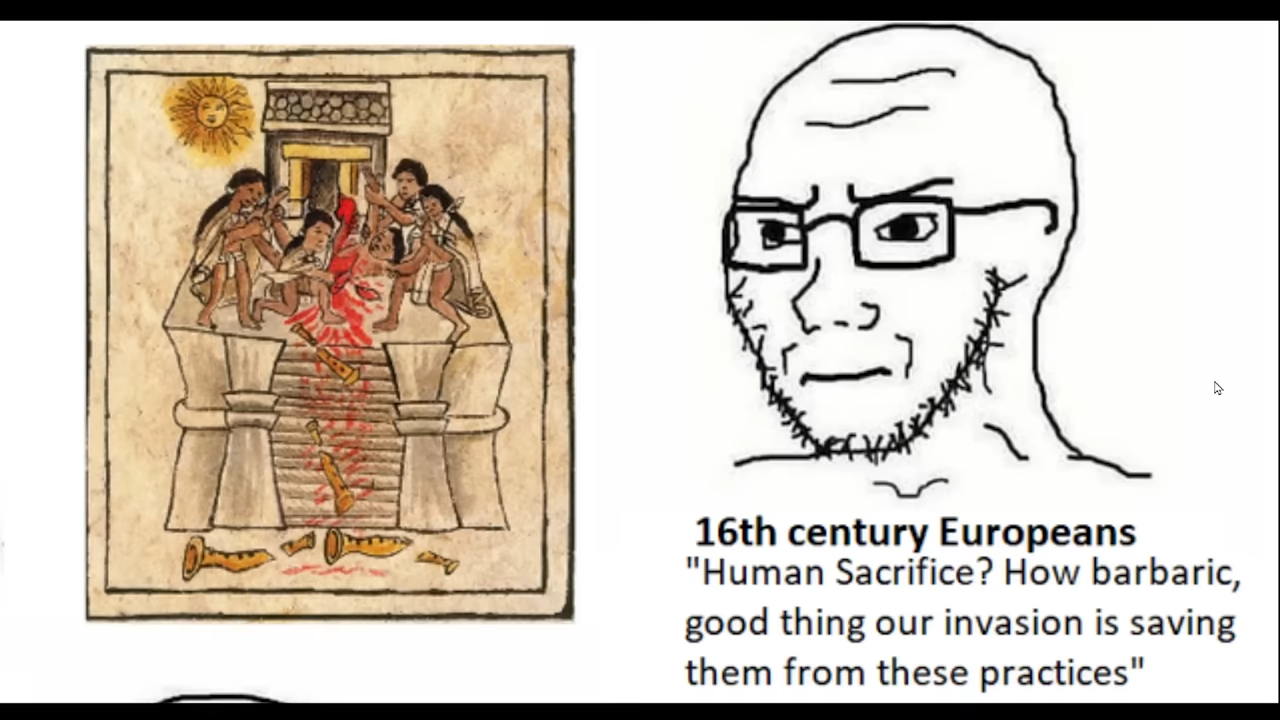 16th century Europeans
"Human Sacrifice? How barbaric,
good thing our invasion is saving
them from these practices"